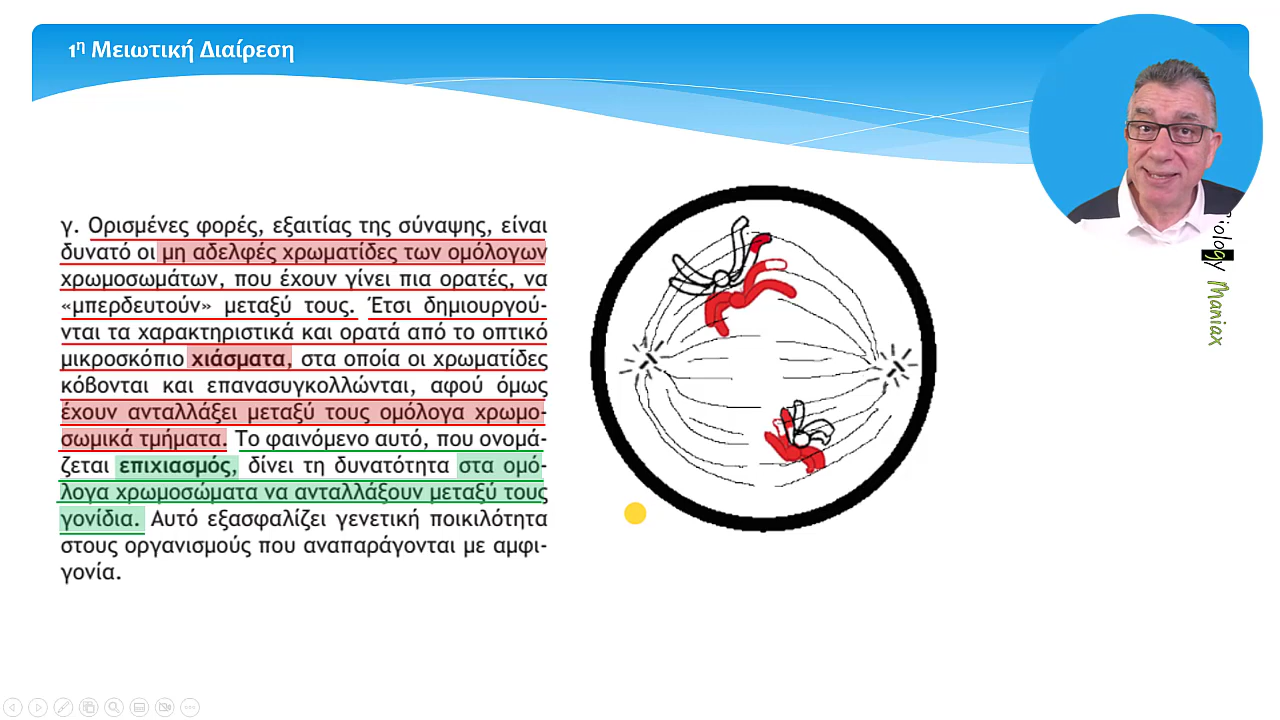 1η Μειωτική Διαίρεση
γ. Ορισμένες φορές, εξαιτίας της σύναψης, είναι
δυνατό οι μη αδελφές χρωματίδες των ομόλογων
χρωμοσωμάτων, που έχουν γίνει πια ορατές, να
«μπερδευτούν» μεταξύ τους. Έτσι δημιουργού-
νται τα χαρακτηριστικά και ορατά από το οπτικό
μικροσκόπιο χιάσματα, στα οποία οι χρωματίδες
κόβονται και επανασυγκολλώνται, αφού όμως
έχουν ανταλλάξει μεταξύ τους ομόλογα χρωμο-
σωμικά τμήματα. Το φαινόμενο αυτό, που ονομά-
ζεται επιχιασμός, δίνει τη δυνατότητα στα ομό-
λογα χρωμοσώματα να ανταλλάξουν μεταξύ τους
γονίδια. Αυτό εξασφαλίζει γενετική ποικιλότητα
στους οργανισμούς που αναπαράγονται με αμφι-
γονία.
Biology Maniax